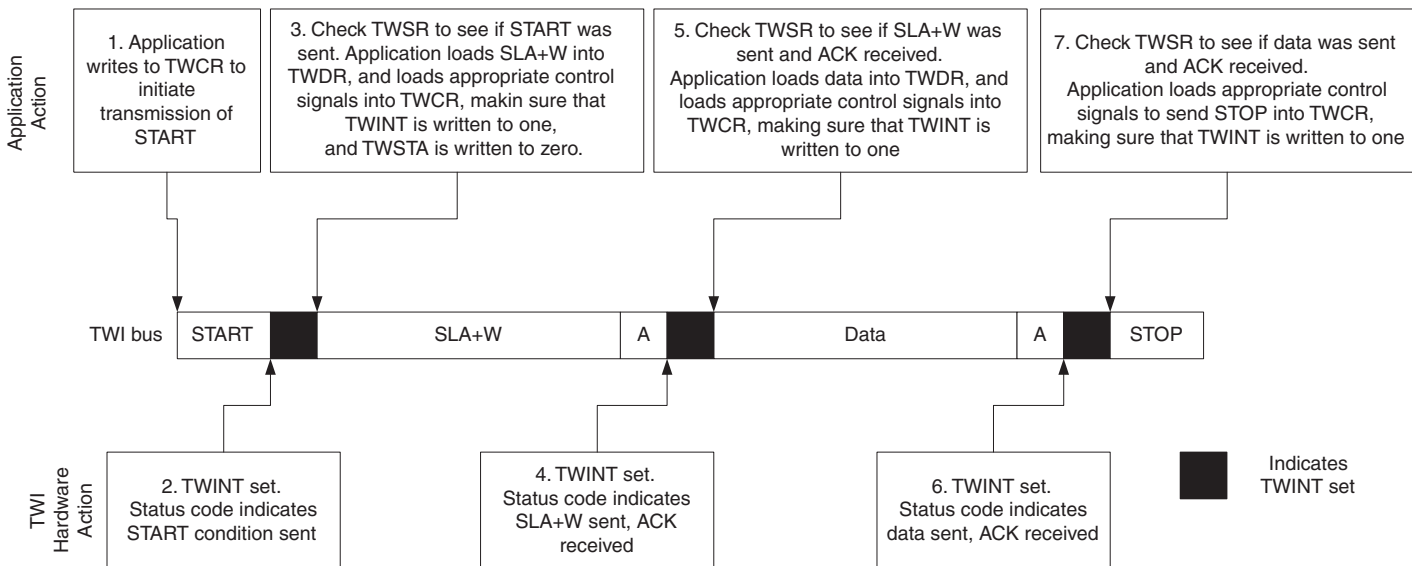 Application
Action
1. Application
writes to TWCR to
initiate
transmission of
START
3. Check TWSR to see if START was
sent. Application loads SLA+W into
TWDR, and loads appropriate control
signals into TWCR, makin sure that
TWINT is written to one,
and TWSTA is written to zero.
5. Check TWSR to see if SLA+W was
sent and ACK received.
Application loads data into TWDR, and
loads appropriate control signals into
TWCR, making sure that TWINT is
written to one
7. Check TWSR to see if data was sent
and ACK received.
Application loads appropriate control
signals to send STOP into TWCR,
making sure that TWINT is written to one
TWI bus
START
SLA+W
A
Data
A
STOP
TWI
Hardware
Action
2. TWINT set.
Status code indicates
START condition sent
4. TWINT set.
Status code indicates
SLA+W sent, ACK
received
6. TWINT set.
Status code indicates
data sent, ACK received
Indicates
TWINT set